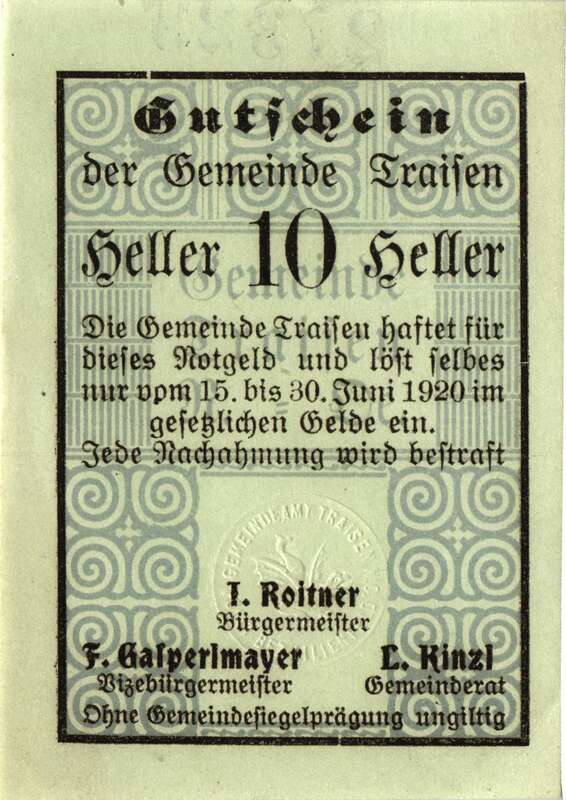 Gutschein
der Gemeinde Traisen
Heller 10 Heller
Die Gemeinde Traisen haftet für
dieses Notgeld und löst selbes
nur vom 15. bis 30. Juni 1920 im
gesetzlichen Gelde ein.
Jede Nachahmung wird bestraft
GEMEINDEAMT TRAISEN
I. Roitner
Bürgermeister
F. Gasperlmayer
Vizebürgermeister
L. Kinzl
Gemeinderat
Ohne Gemeindesiegelprägung ungiltig